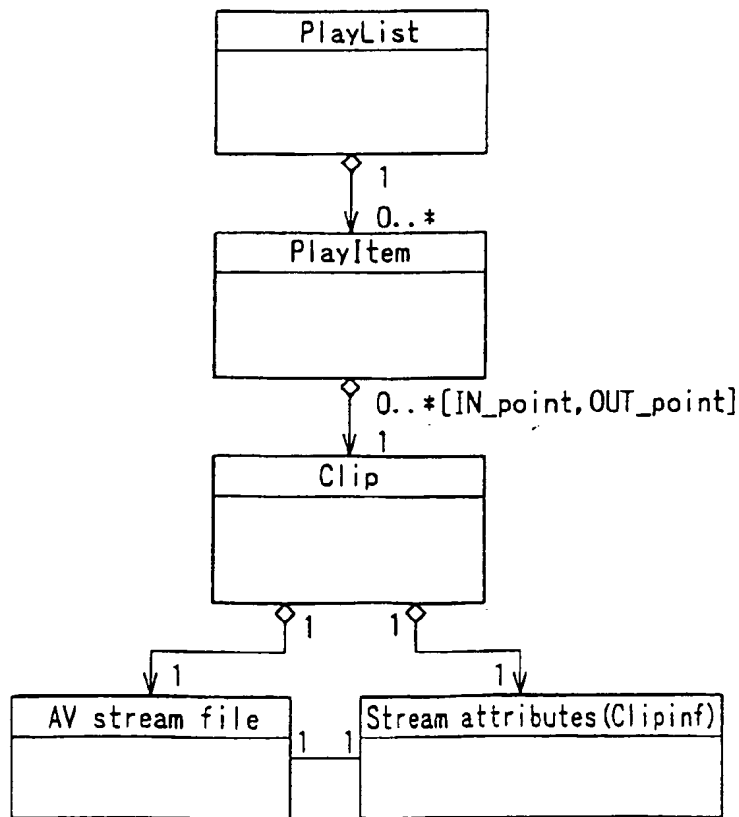 PlayList
1
0..*
PlayItem
0..*[IN_point,OUT_point]
1
Clip
1 1
1 1
AV stream file
Stream attributes(Clipinf)
1 1